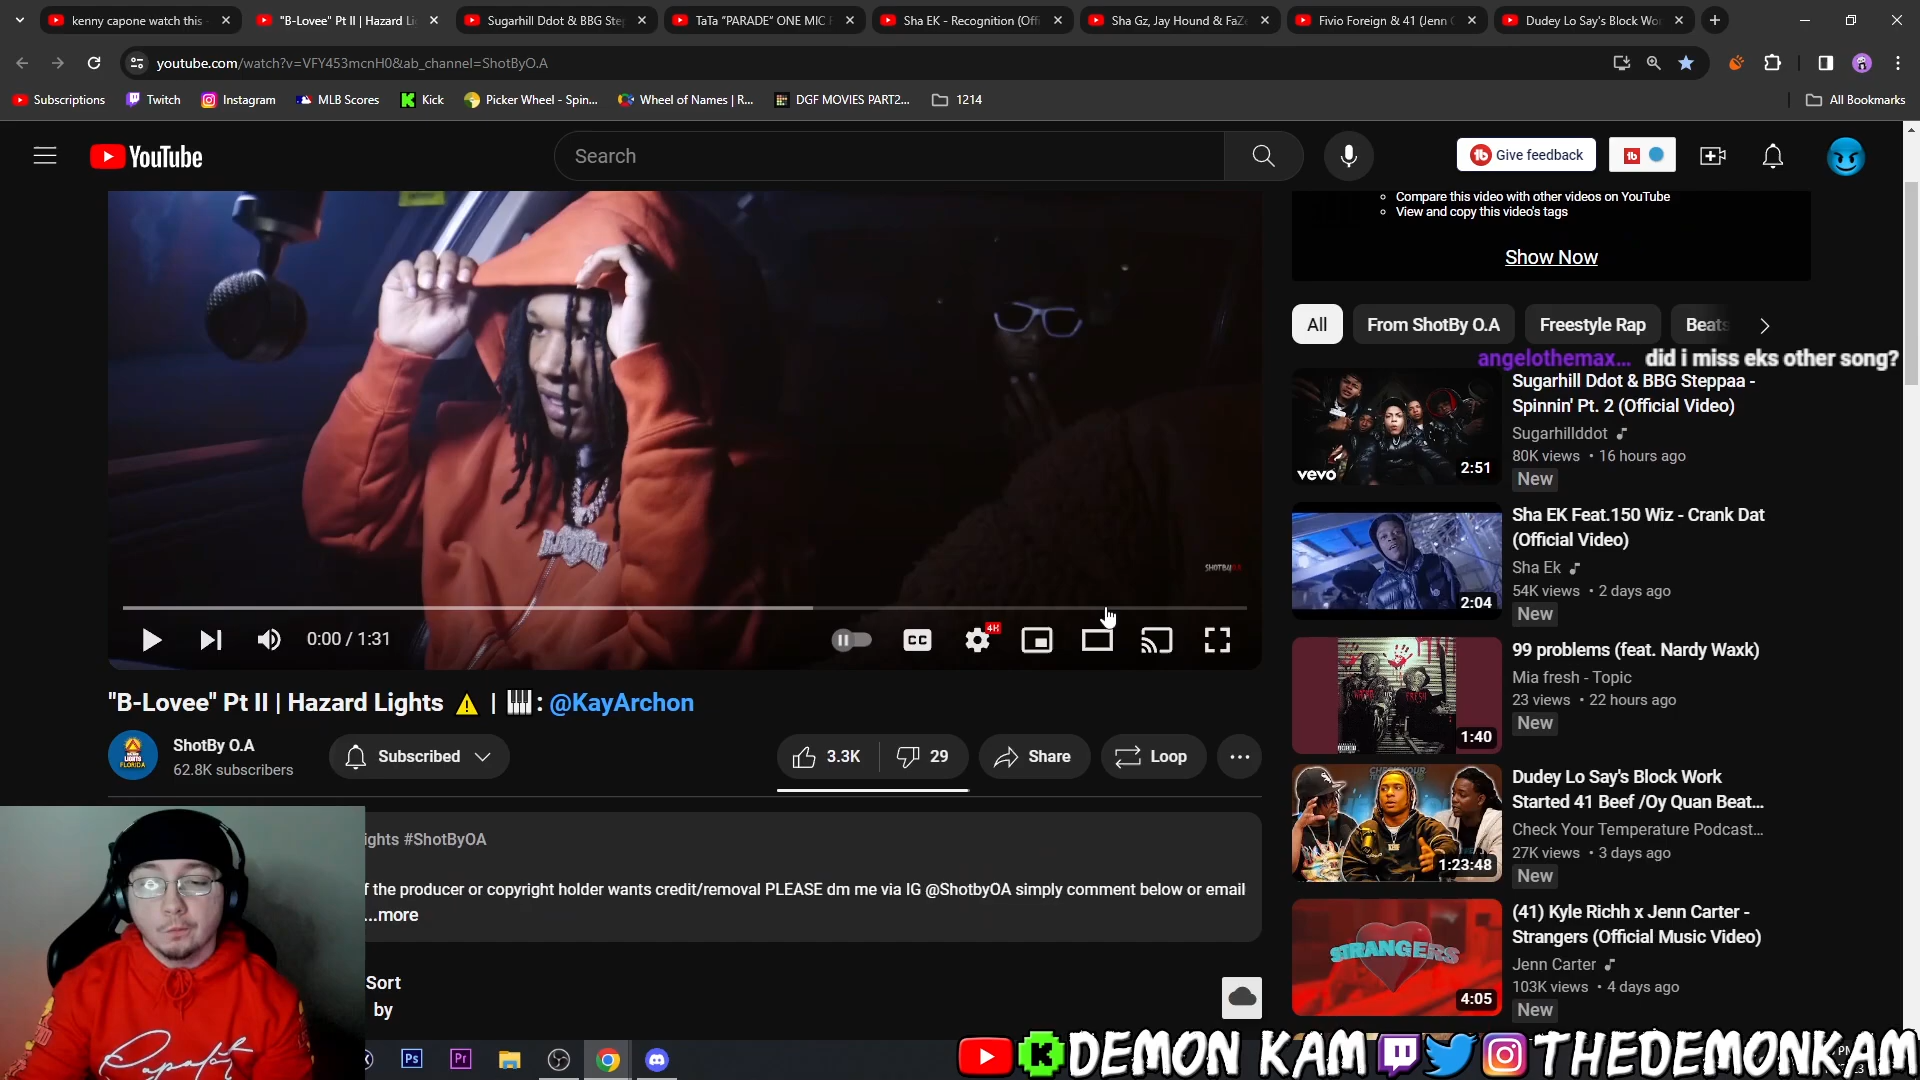 kenny capone watch this
"B-Lovee" Pt II | Hazard Li
Sugarhill Ddot & BBG Step
TaTa "PARADE" ONE MIC F
Sha EK - Recognition (Offi
Sha Gz, Jay Hound & FaZe
Fivio Foreign & 41 (Jenn C
Dudey Lo Say's Block Wor
youtube.com/watch?v=VFY453mcnH0&ab_channel=ShotByO.A
Subscriptions
Twitch
Instagram
MLB Scores
Kick
Picker Wheel - Spin...
Wheel of Names | R...
DGF MOVIES PART2...
1214
All Bookmarks
YouTube
Search
Give feedback
Compare this video with other videos on YouTube
View and copy this video's tags
Show Now
All
From ShotBy O.A
Freestyle Rap
Beats
angelothemax... did i miss eks other song?
Sugarhill Ddot & BBG Steppaa -
Spinnin' Pt. 2 (Official Video)
Sugarhillddot
80K views • 16 hours ago
New
vevo
2:51
Sha EK Feat.150 Wiz - Crank Dat
(Official Video)
Sha Ek
54K views • 2 days ago
New
2:04
99 problems (feat. Nardy Waxk)
Mia fresh - Topic
23 views • 22 hours ago
New
1:40
Dudey Lo Say's Block Work
Started 41 Beef /Oy Quan Beat...
Check Your Temperature Podcast...
27K views • 3 days ago
New
1:23:48
(41) Kyle Richh x Jenn Carter -
Strangers (Official Music Video)
Jenn Carter
103K views • 4 days ago
New
STRANGERS
4:05
SHOTBYOA
0:00 / 1:31
CC
4K
"B-Lovee" Pt II | Hazard Lights ⚠️ | 🎹: @KayArchon
ShotBy O.A
62.8K subscribers
Subscribed
3.3K
29
Share
Loop
ights #ShotByOA
f the producer or copyright holder wants credit/removal PLEASE dm me via IG @ShotbyOA simply comment below or email
...more
Sort
by
Ps
Pr
DEMON KAM
THEDEMONKAM